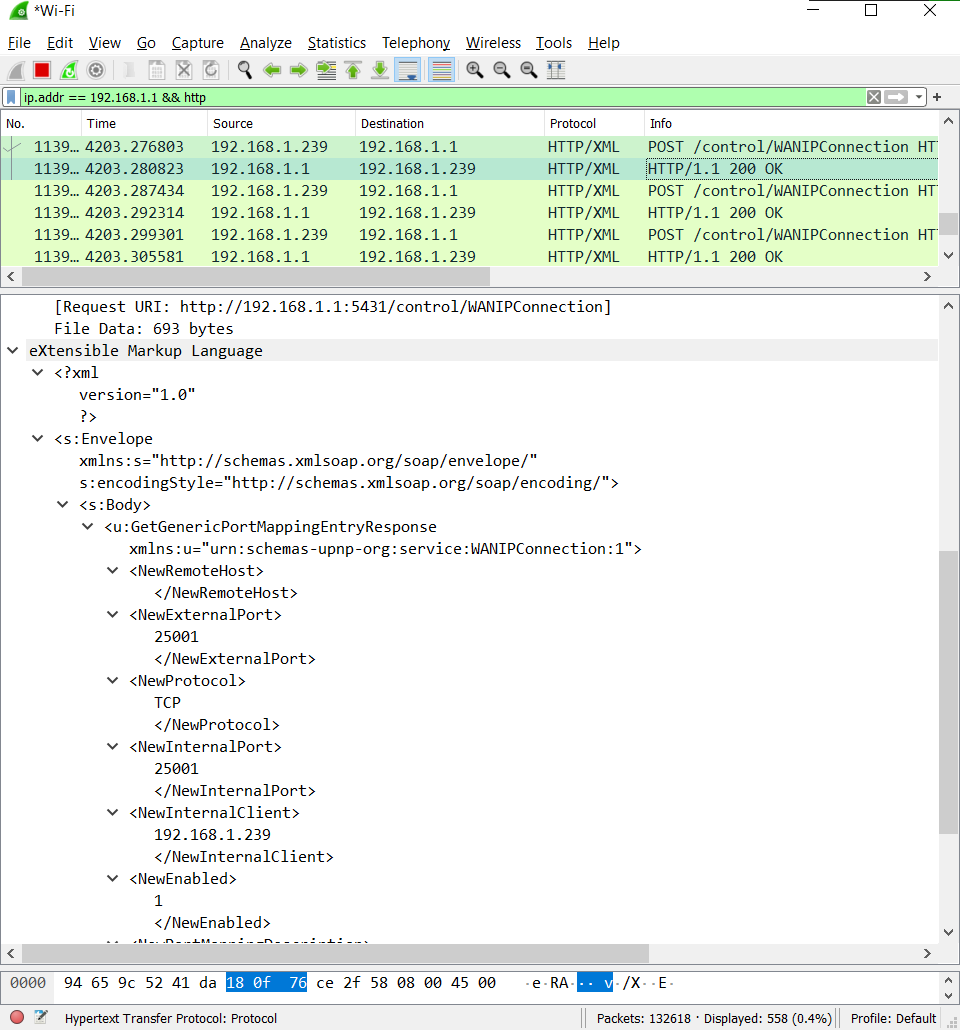 *Wi-Fi
File Edit View Go Capture Analyze Statistics Telephony Wireless Tools Help
ip.addr == 192.168.1.1 && http
No. Time Source Destination Protocol Info
1139… 4203.276803 192.168.1.239 192.168.1.1 HTTP/XML POST /control/WANIPConnection HT
1139… 4203.280823 192.168.1.1 192.168.1.239 HTTP/XML HTTP/1.1 200 OK
1139… 4203.287434 192.168.1.239 192.168.1.1 HTTP/XML POST /control/WANIPConnection HT
1139… 4203.292314 192.168.1.1 192.168.1.239 HTTP/XML HTTP/1.1 200 OK
1139… 4203.299301 192.168.1.239 192.168.1.1 HTTP/XML POST /control/WANIPConnection HT
1139… 4203.305581 192.168.1.1 192.168.1.239 HTTP/XML HTTP/1.1 200 OK
[Request URI: http://192.168.1.1:5431/control/WANIPConnection]
File Data: 693 bytes
eXtensible Markup Language
<?xml
version="1.0"
?>
<s:Envelope
xmlns:s="http://schemas.xmlsoap.org/soap/envelope/"
s:encodingStyle="http://schemas.xmlsoap.org/soap/encoding/">
<s:Body>
<u:GetGenericPortMappingEntryResponse
xmlns:u="urn:schemas-upnp-org:service:WANIPConnection:1">
<NewRemoteHost>
</NewRemoteHost>
<NewExternalPort>
25001
</NewExternalPort>
<NewProtocol>
TCP
</NewProtocol>
<NewInternalPort>
25001
</NewInternalPort>
<NewInternalClient>
192.168.1.239
</NewInternalClient>
<NewEnabled>
1
</NewEnabled>
<NewPortMappingDescription>
0000 94 65 9c 52 41 da 18 0f 76 ce 2f 58 08 00 45 00 ·e·RA··· v·/X··E·
Hypertext Transfer Protocol: Protocol Packets: 132618 · Displayed: 558 (0.4%) Profile: Default